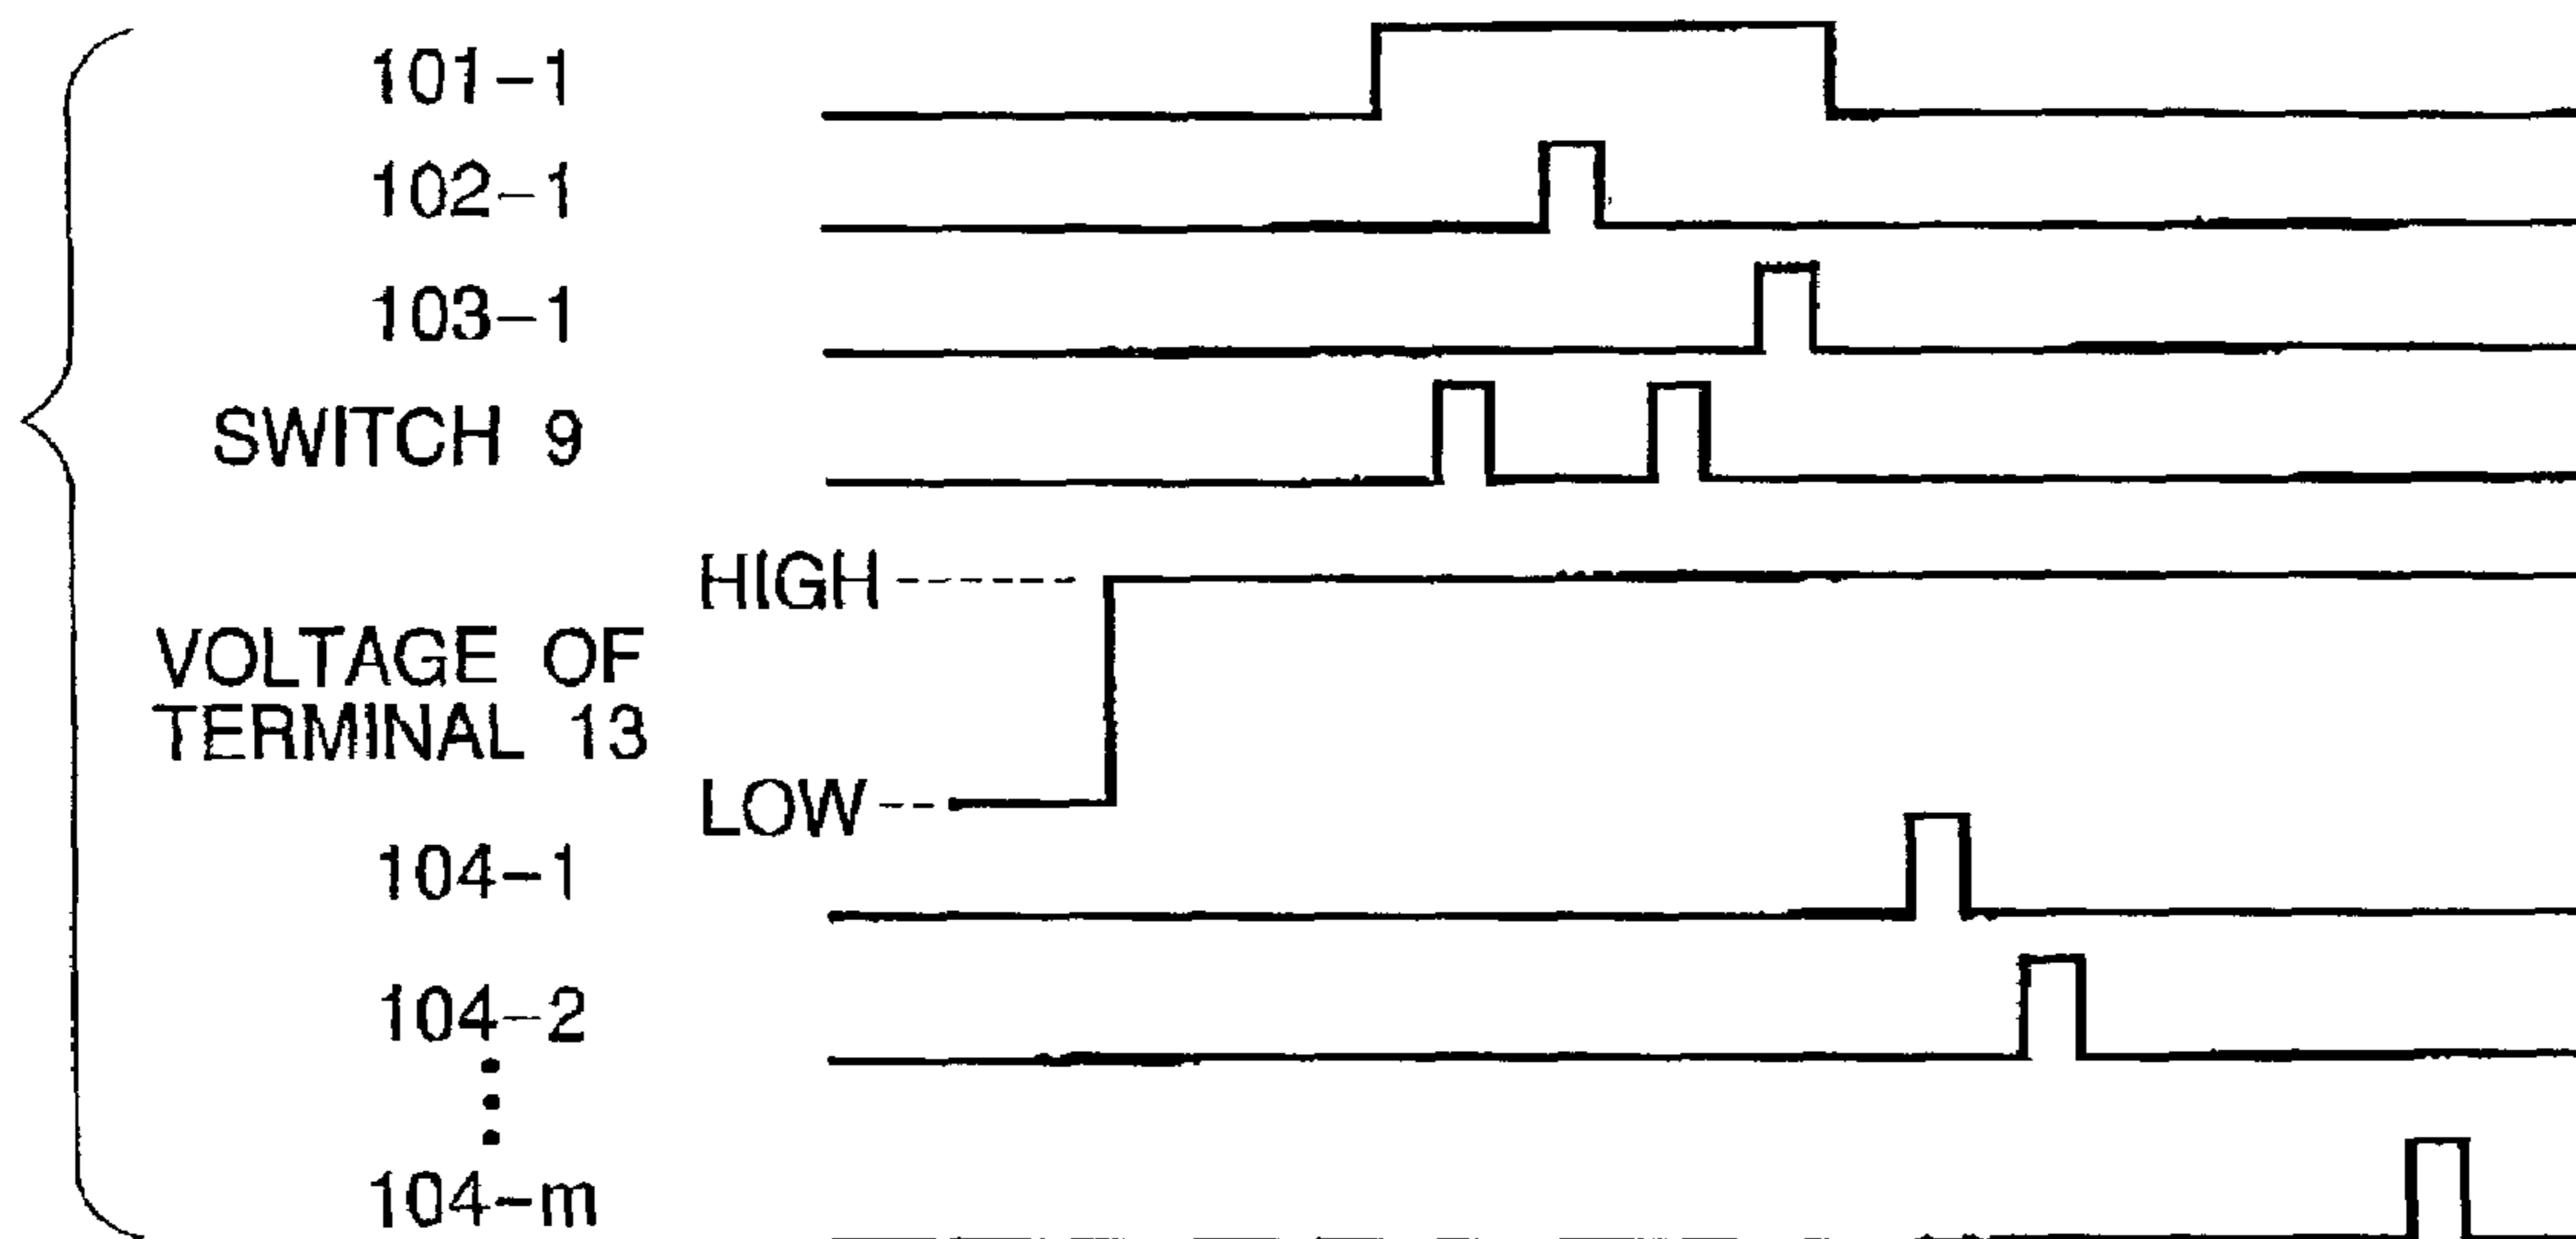 101-1
102-1
103-1
SWITCH 9
HIGH
VOLTAGE OF
TERMINAL 13
LOW
104-1
104-2
104-m